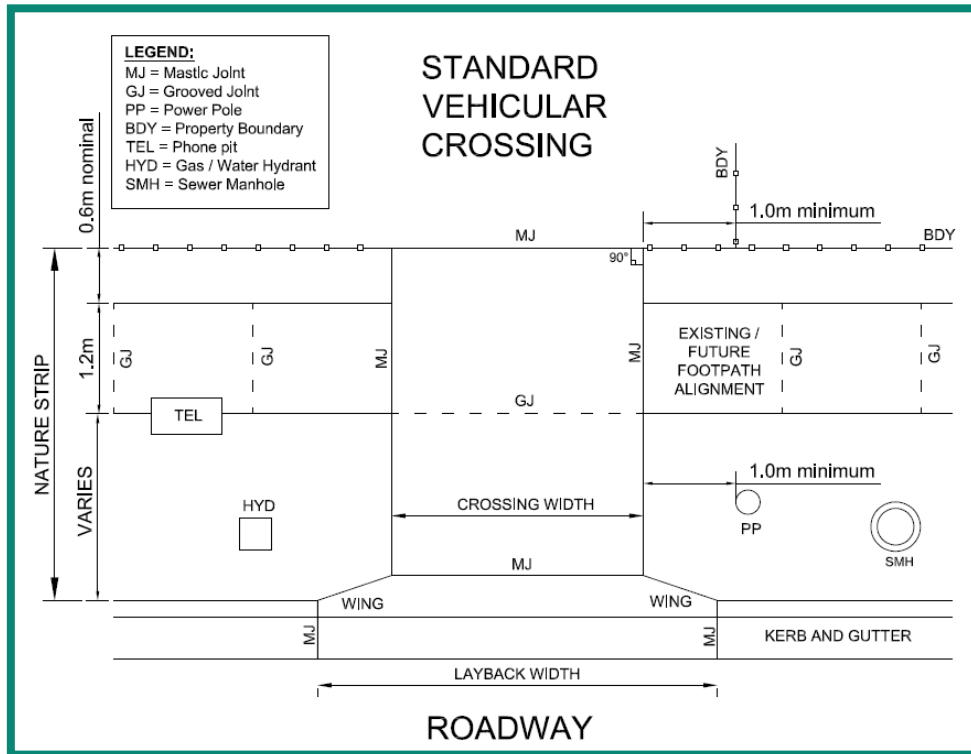 LEGEND:
MJ = Mastic Joint
GJ = Grooved Joint
PP = Power Pole
BDY = Property Boundary
TEL = Phone pit
HYD = Gas / Water Hydrant
SMH = Sewer Manhole
STANDARD
VEHICULAR
CROSSING
0.6m nominal
BDY
1.0m minimum
MJ
BDY
90°
NATURE STRIP
1.2m
GJ
GJ
MJ
MJ
EXISTING /
FUTURE
FOOTPATH
ALIGNMENT
GJ
GJ
TEL
GJ
VARIES
1.0m minimum
HYD
CROSSING WIDTH
PP
SMH
MJ
WING
WING
MJ
MJ
KERB AND GUTTER
LAYBACK WIDTH
ROADWAY